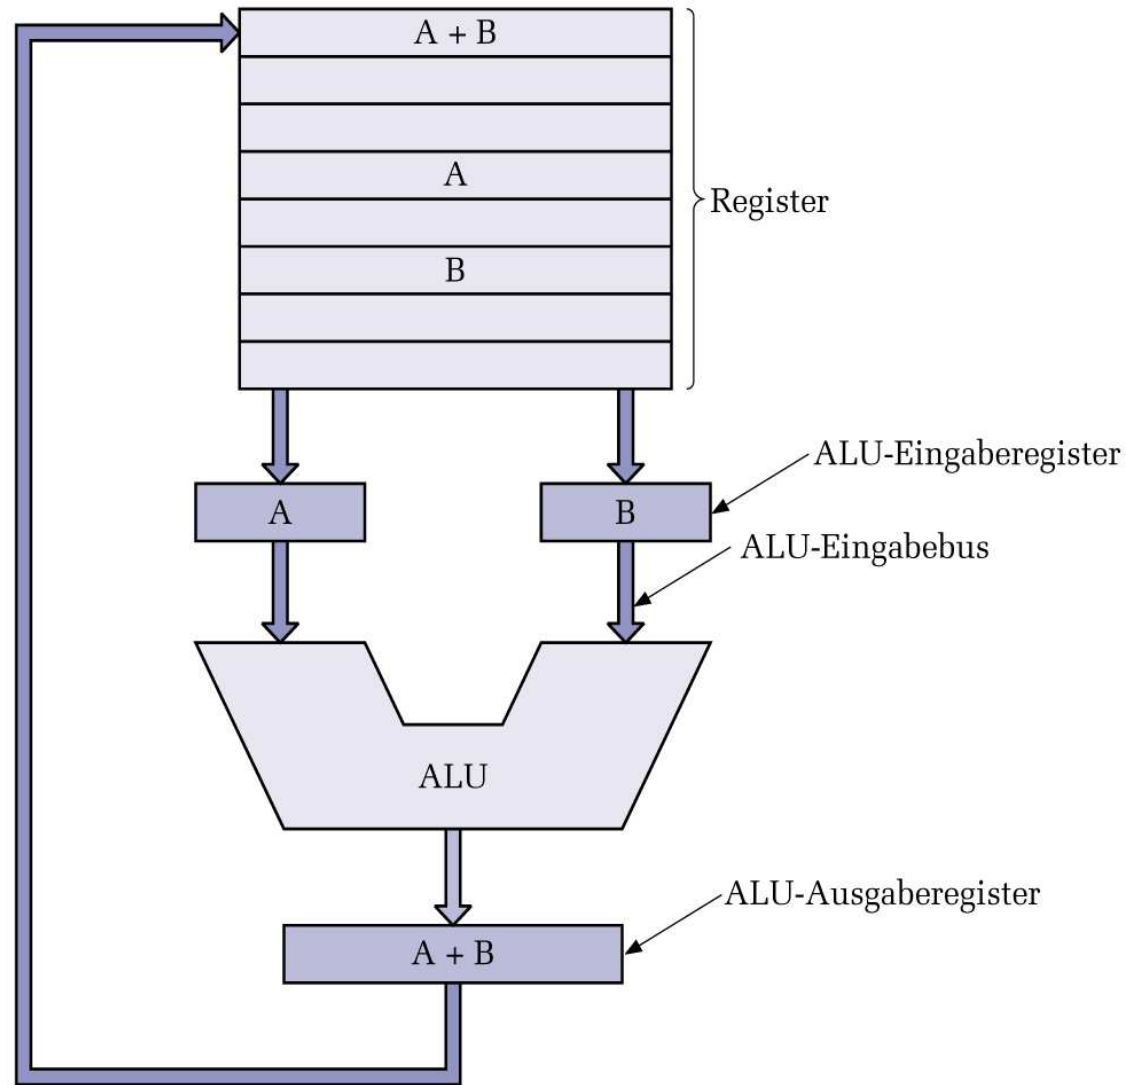 A + B
A
Register
B
ALU-Eingaberegister
A
B
ALU-Eingabebus
ALU
ALU-Ausgaberegister
A + B